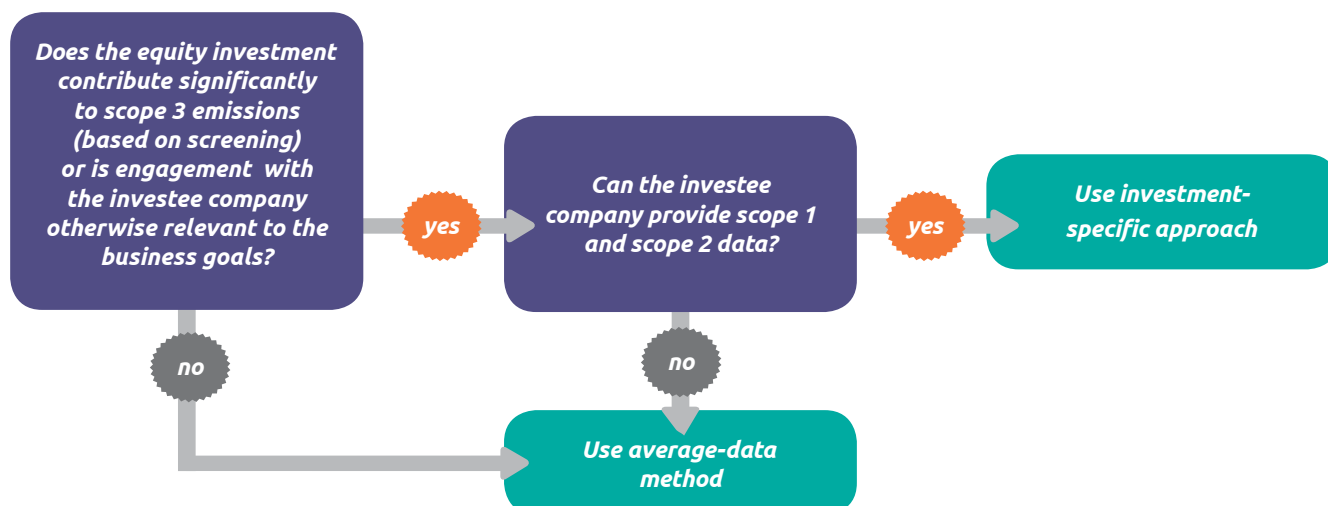 Does the equity investment
contribute significantly
to scope 3 emissions
(based on screening)
or is engagement with
the investee company
otherwise relevant to the
business goals?
yes
Can the investee
company provide scope 1
and scope 2 data?
yes
Use investment-
specific approach
no
no
Use average-data
method